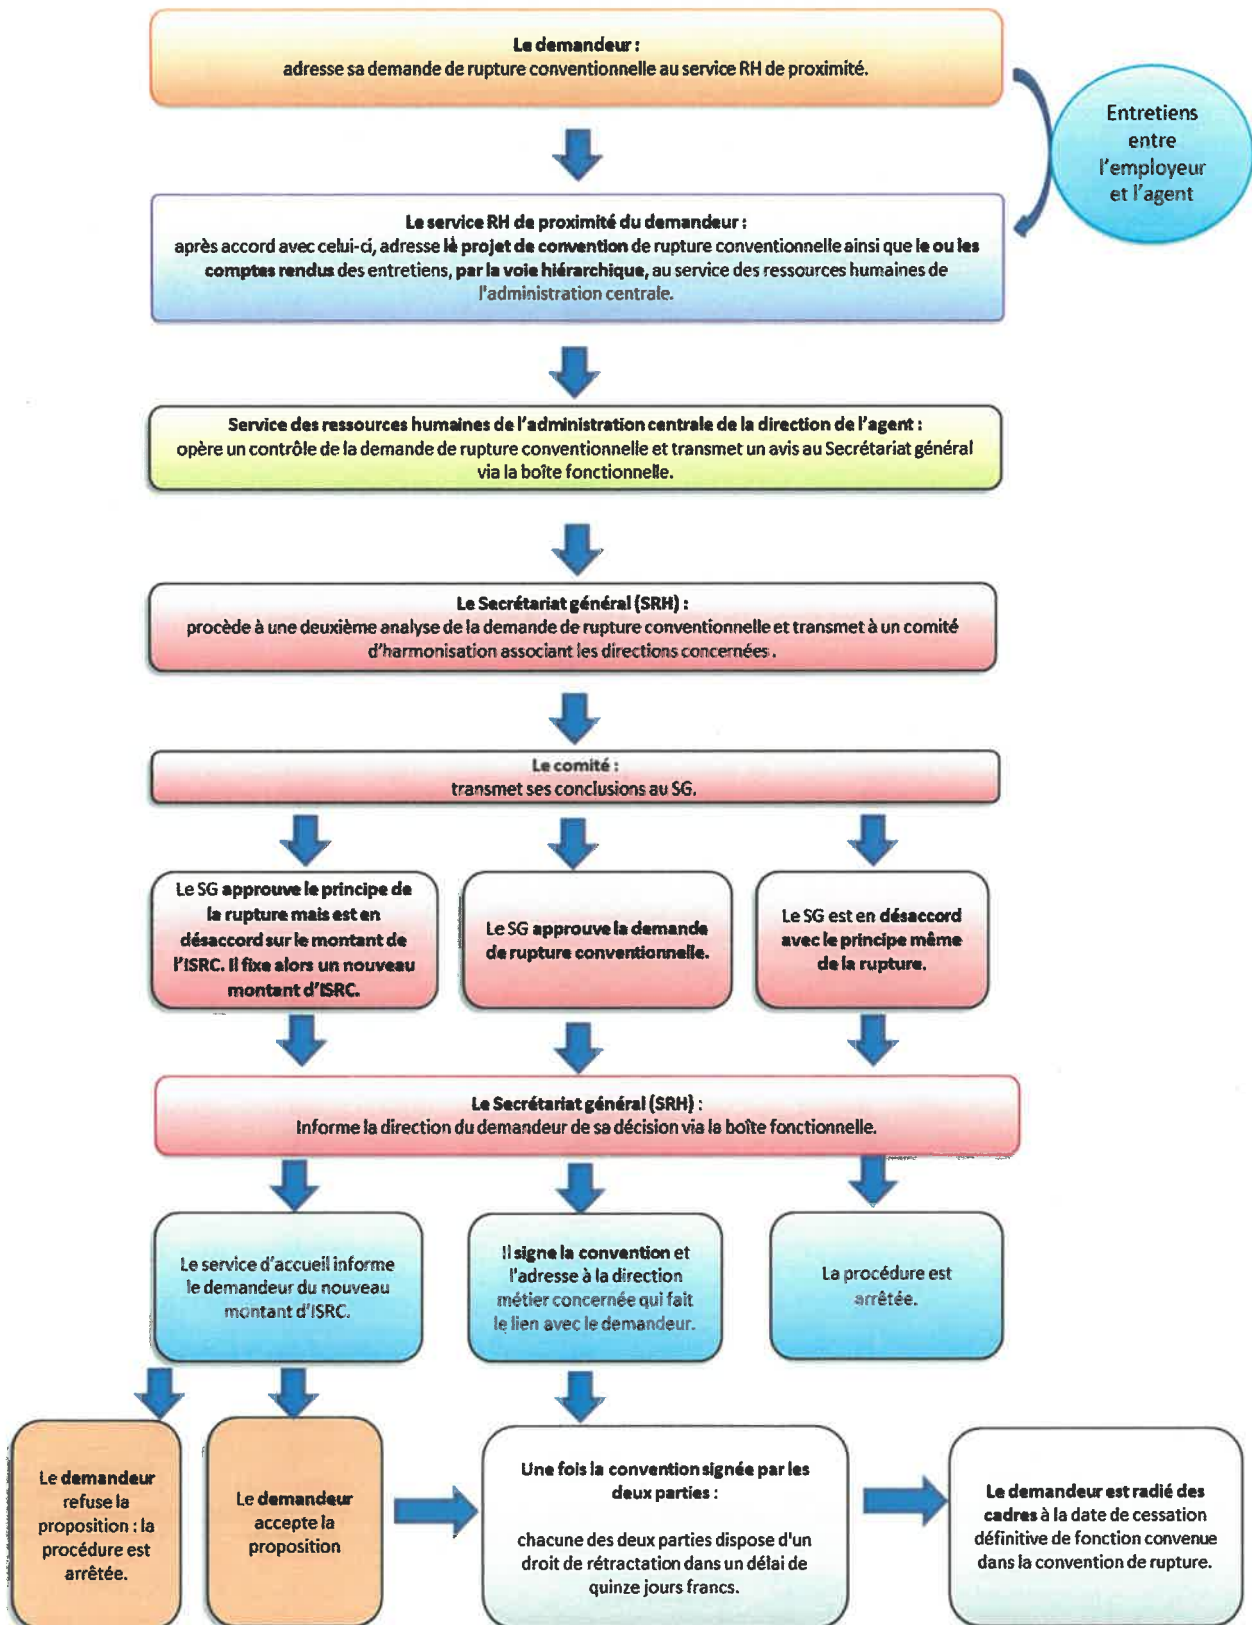 Le demandeur :
adresse sa demande de rupture conventionnelle au service RH de proximité.
Entretiens
entre
l'employeur
et l'agent
Le service RH de proximité du demandeur :
après accord avec celui-ci, adresse le projet de convention de rupture conventionnelle ainsi que le ou les
comptes rendus des entretiens, par la voie hiérarchique, au service des ressources humaines de
l'administration centrale.
Service des ressources humaines de l'administration centrale de la direction de l'agent :
opère un contrôle de la demande de rupture conventionnelle et transmet un avis au Secrétariat général
via la boîte fonctionnelle.
Le Secrétariat général (SRH) :
procède à une deuxième analyse de la demande de rupture conventionnelle et transmet à un comité
d'harmonisation associant les directions concernées .
Le comité :
transmet ses conclusions au SG.
Le SG approuve le principe de
la rupture mais est en
désaccord sur le montant de
l'ISRC. Il fixe alors un nouveau
montant d'ISRC.
Le SG approuve la demande
de rupture conventionnelle.
Le SG est en désaccord
avec le principe même
de la rupture.
Le Secrétariat général (SRH) :
Informe la direction du demandeur de sa décision via la boîte fonctionnelle.
Le service d'accueil informe
le demandeur du nouveau
montant d'ISRC.
Il signe la convention et
l'adresse à la direction
métier concernée qui fait
le lien avec le demandeur.
La procédure est
arrêtée.
Le demandeur
refuse la
proposition : la
procédure est
arrêtée.
Le demandeur
accepte la
proposition
Une fois la convention signée par les
deux parties :
chacune des deux parties dispose d'un
droit de rétractation dans un délai de
quinze jours francs.
Le demandeur est radié des
cadres à la date de cessation
définitive de fonction convenue
dans la convention de rupture.